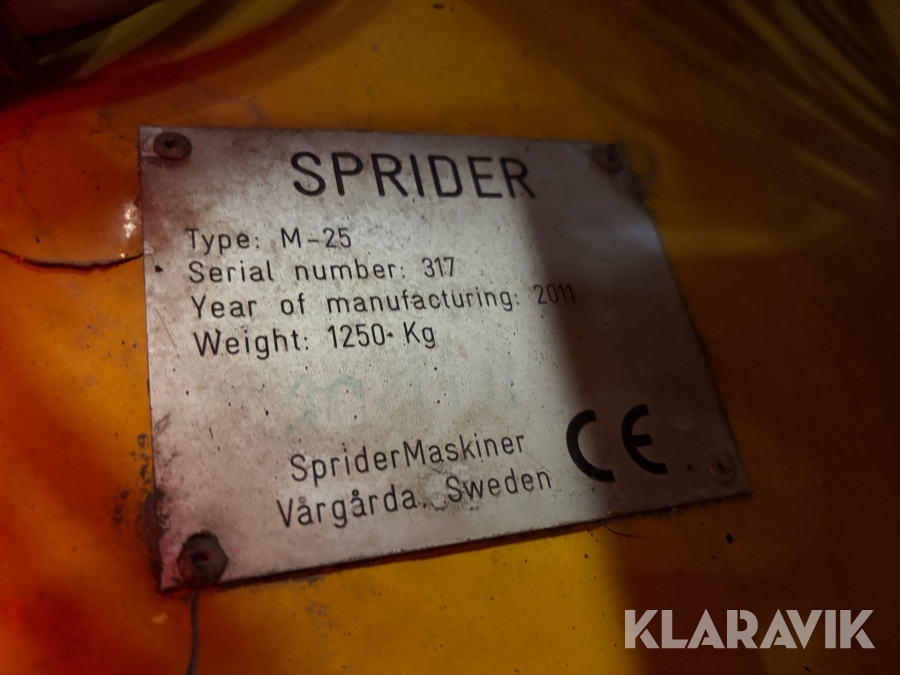 SPRIDER
Type: M-25
Serial number: 317
Year of manufacturing: 2011
Weight: 1250 Kg
SpriderMaskiner
Vårgårda, Sweden
CE
KLARAVIK